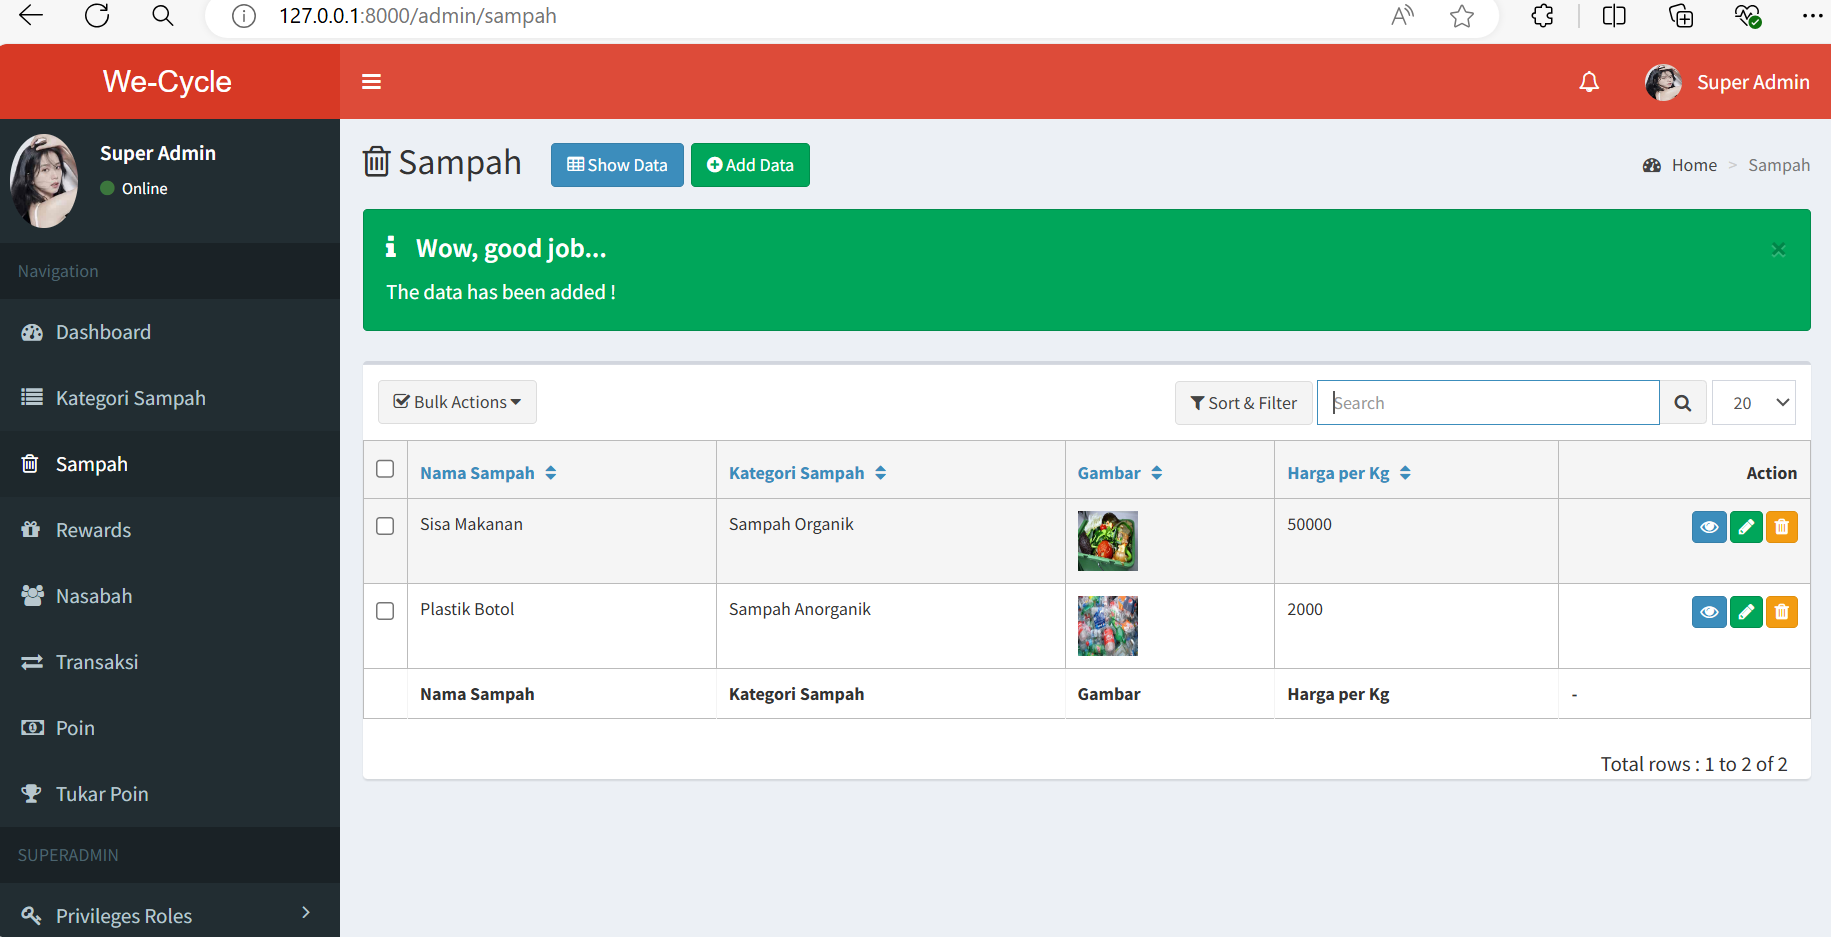 127.0.0.1:8000/admin/sampah
We-Cycle
Super Admin
Super Admin
Online
Navigation
Dashboard
Kategori Sampah
Sampah
Rewards
Nasabah
Transaksi
Poin
Tukar Poin
SUPERADMIN
Privileges Roles
Sampah
Show Data
Add Data
Home > Sampah
Wow, good job...
×
The data has been added !
Bulk Actions
Sort & Filter
Search
20
Nama Sampah Kategori Sampah Gambar Harga per Kg Action
Sisa Makanan Sampah Organik 50000
Plastik Botol Sampah Anorganik 2000
Nama Sampah Kategori Sampah Gambar Harga per Kg -
Total rows : 1 to 2 of 2